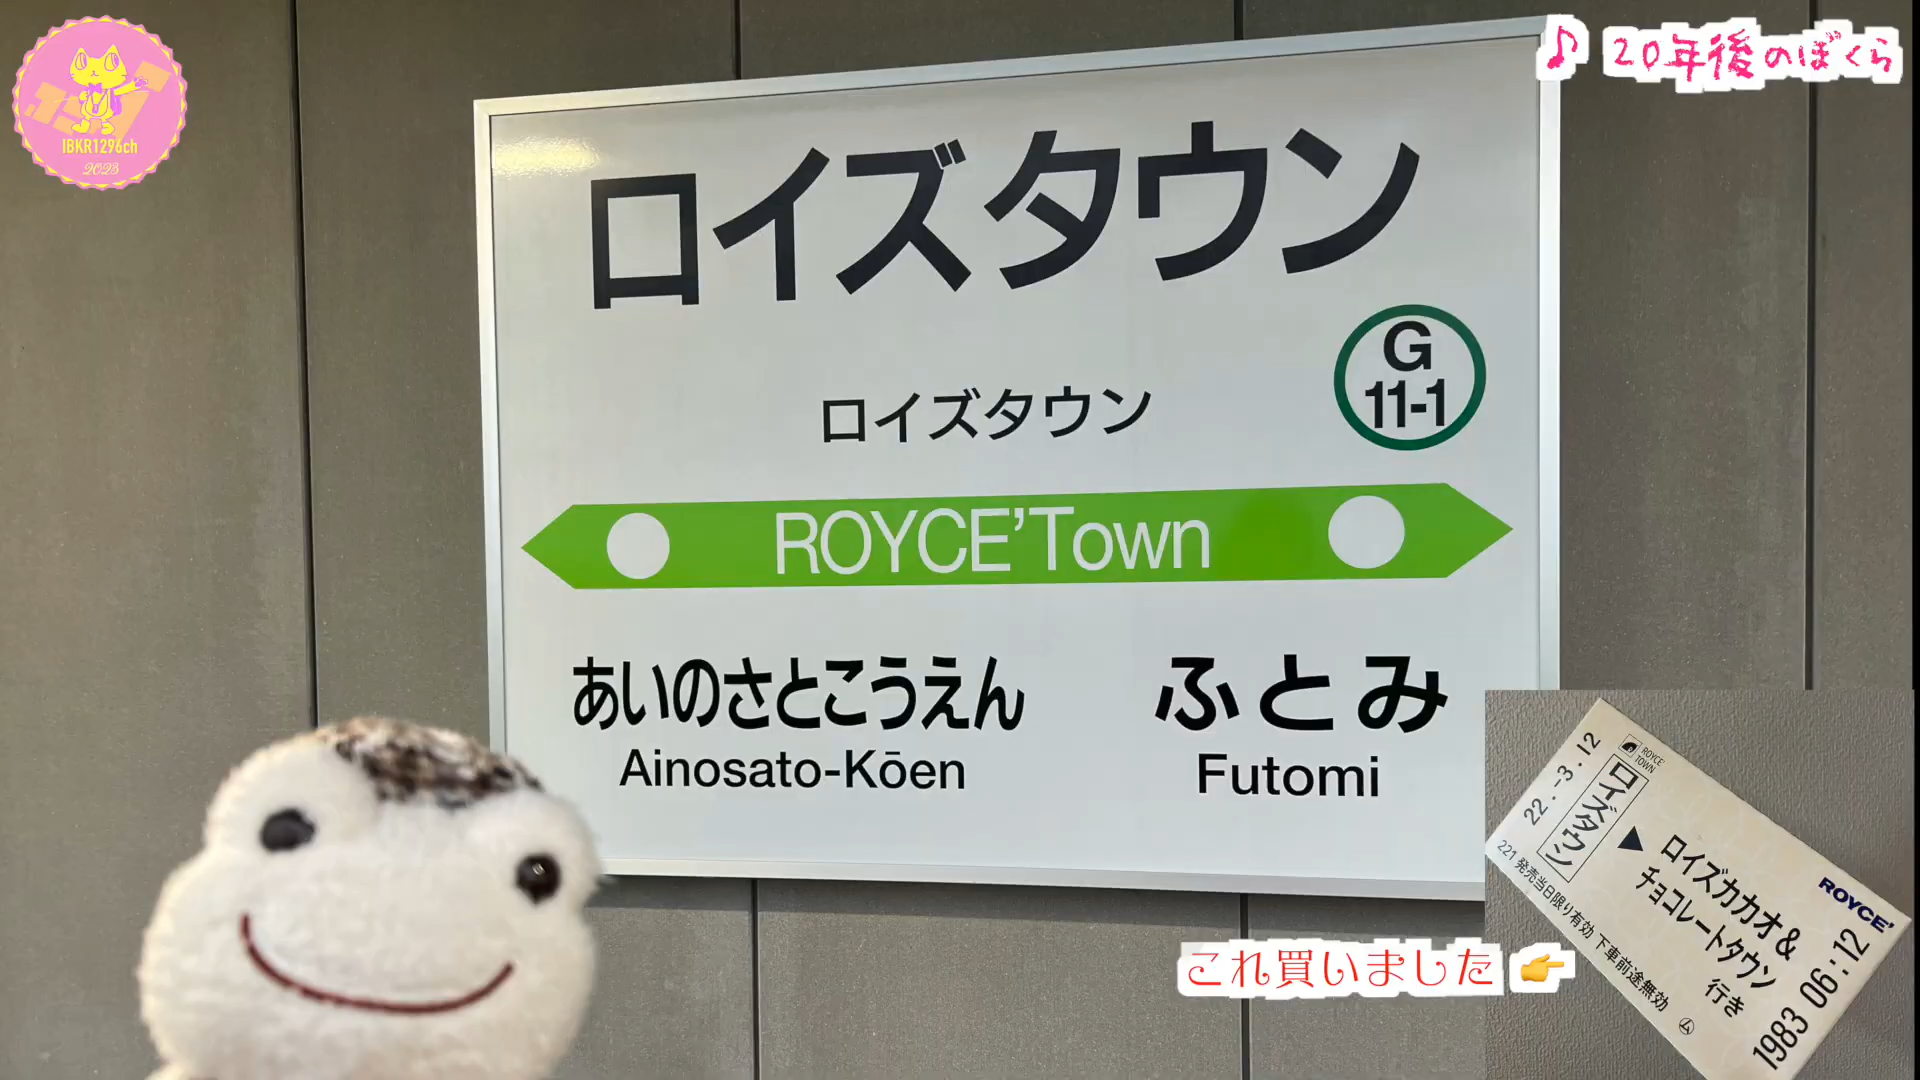 IBKR1296ch
2023
♪ 20年後のぼくら
ロイズタウン
G
11-1
ロイズタウン
ROYCE'Town
あいのさとこうえん
ふとみ
Ainosato-Kōen
Futomi
これ買いました👉
ROYCE'
TOWN
22.-3.12
ロイズタウン
▶ ロイズカカオ&
チョコレートタウン
行き
ROYCE'
1983 06:12
221 発売当日限り有効 下車前途無効
ム